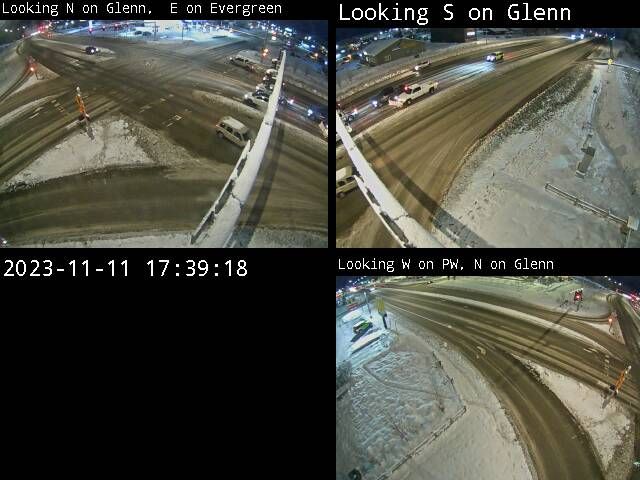 Looking N on Glenn,  E on Evergreen
Looking S on Glenn
2023-11-11 17:39:18
Looking W on PW, N on Glenn